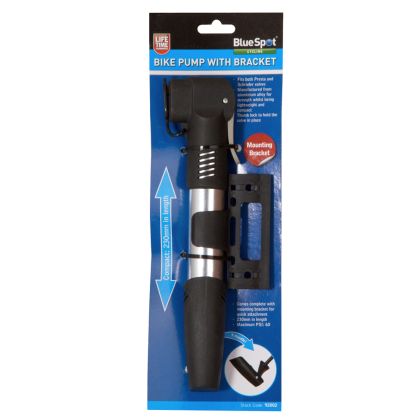 LIFE
TIME
BlueSpot
CYCLING
BIKE PUMP WITH BRACKET
Fits both Presta and
Schrader valves
Manufactured from
aluminium alloy for
strength whilst being
lightweight and
compact
Thumb lock to hold the
valve in place
Mounting
Bracket
Compact: 230mm in length
Comes complete with
mounting bracket for
quick attachment
230mm in length
Maximum PSI: 60
Stock Code: 92002